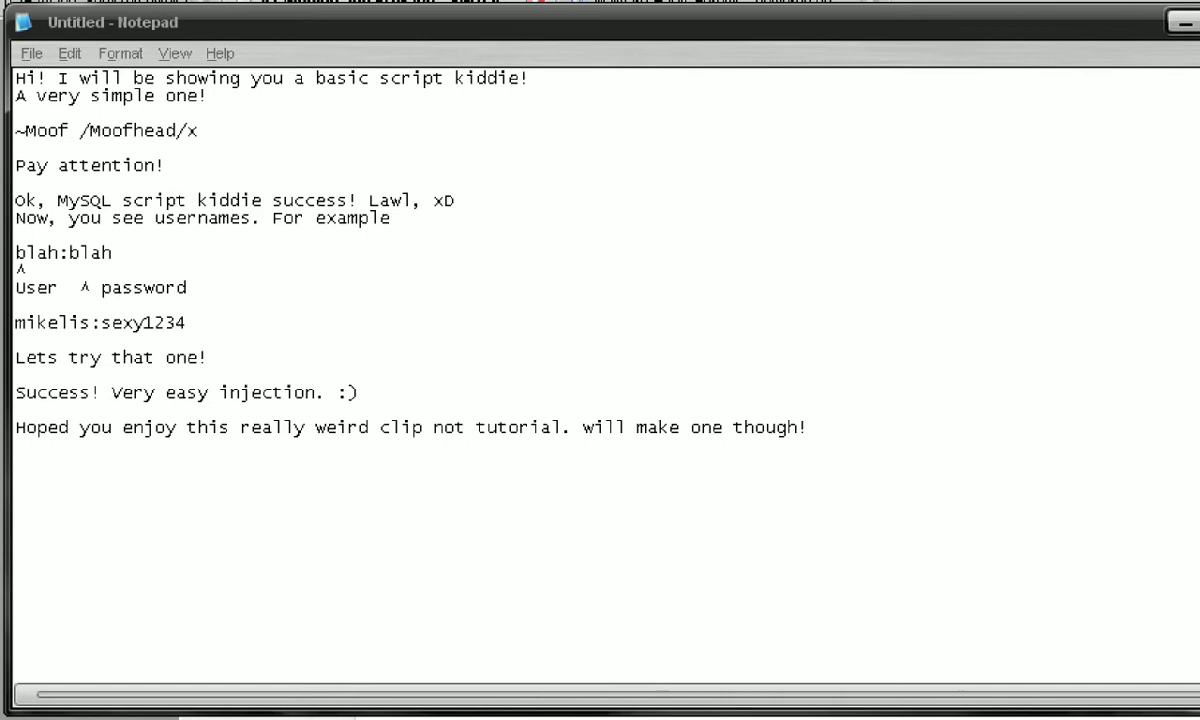 Untitled - Notepad
File Edit Format View Help
Hi! I will be showing you a basic script kiddie!
A very simple one!
~Moof /Moofhead/x
Pay attention!
Ok, MySQL script kiddie success! Lawl, xD
Now, you see usernames. For example
blah:blah
^
User ^ password
mikelis:sexy1234
Lets try that one!
Success! Very easy injection. :)
Hoped you enjoy this really weird clip not tutorial. will make one though!